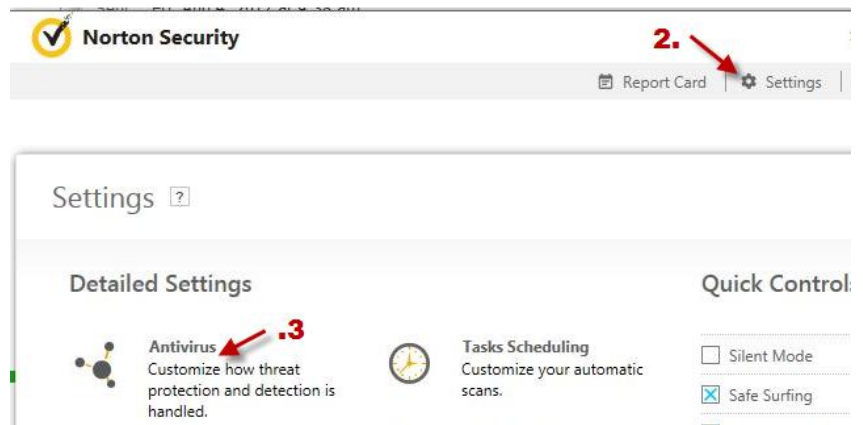 Norton Security
2.
Report Card | Settings |
Settings ?
Detailed Settings
Quick Controls
.3
Antivirus
Customize how threat
protection and detection is
handled.
Tasks Scheduling
Customize your automatic
scans.
Silent Mode
Safe Surfing